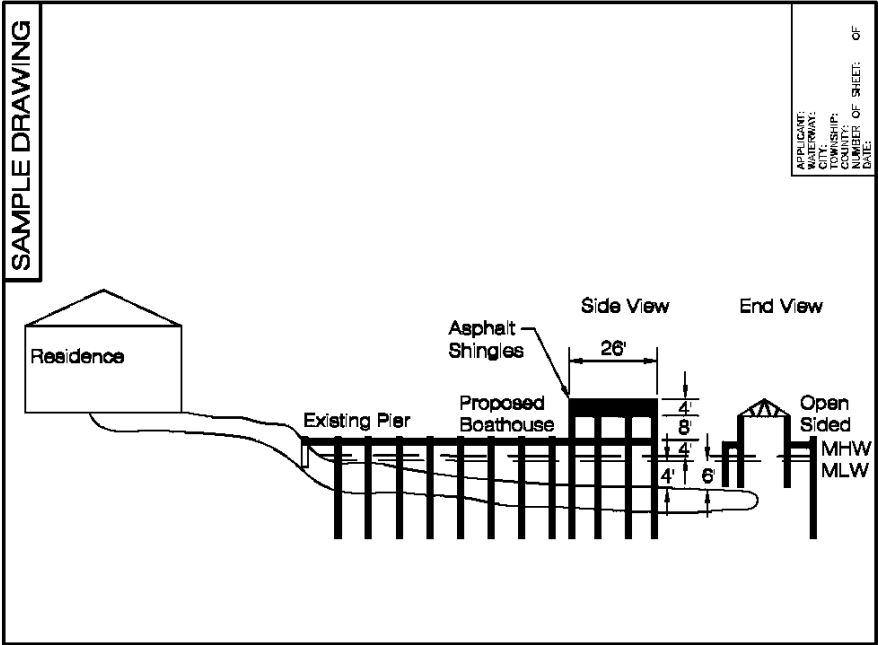 SAMPLE DRAWING
APPLICANT:
WATERWAY:
CITY:
TOWNSHIP:
COUNTY:
NUMBER OF SHEET: OF
DATE:
Side View
End View
Asphalt
Shingles
26'
Residence
Existing Pier
Proposed
Boathouse
4'
8'
4'
4'
6'
Open
Sided
MHW
MLW